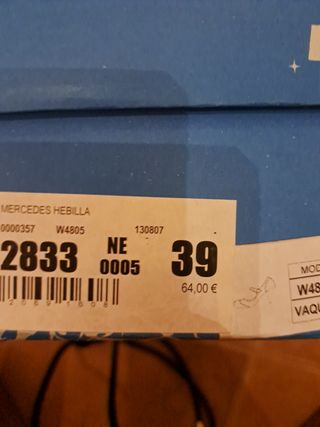 MERCEDES HEBILLA
0000357 W4805 130807
2833 NE 0005 39
64,00 €
MOD
W48
VAQU